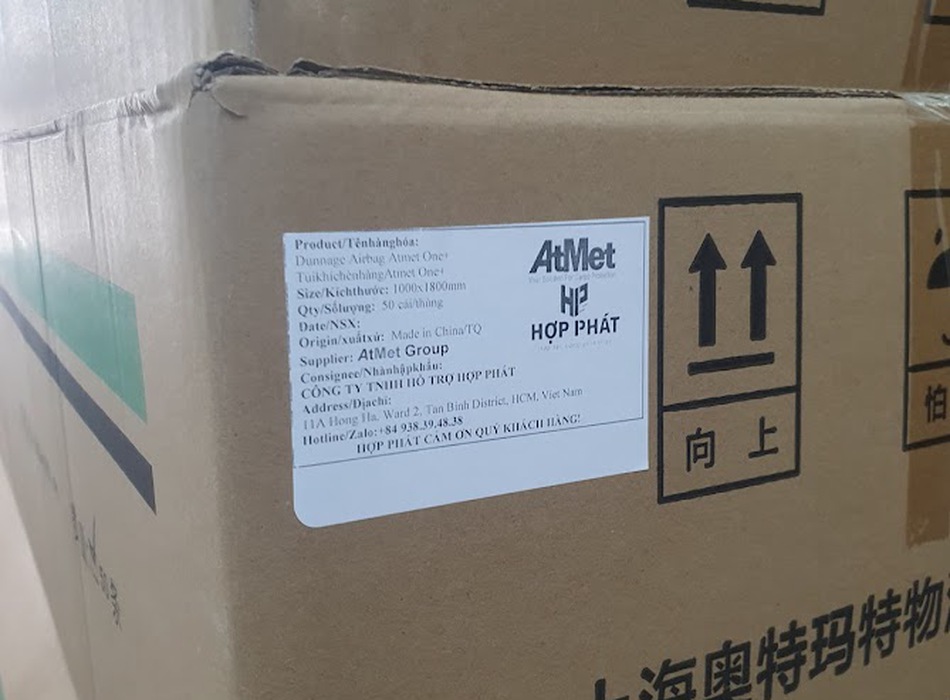 Product/Tênhànghóa:
Dunnage Airbag Atmet One+
TúikhíchènhàngAtmet One+
Size/Kíchthước: 1000x1800mm
Qty/Sốlượng: 50 cái/thùng
Date/NSX:
Origin/xuấtxứ: Made in China/TQ
Supplier: AtMet Group
Consignee/Nhànhậpkhẩu:
CÔNG TY TNHH HỖ TRỢ HỢP PHÁT
Address/Địachỉ:
11A Hong Ha, Ward 2, Tan Binh District, HCM, Viet Nam
Hotline/Zalo:+84 938.39.48.38
HỢP PHÁT CẢM ƠN QUÝ KHÁCH HÀNG!
AtMet
HP
HỢP PHÁT
向上
怕
上海奥特玛特物